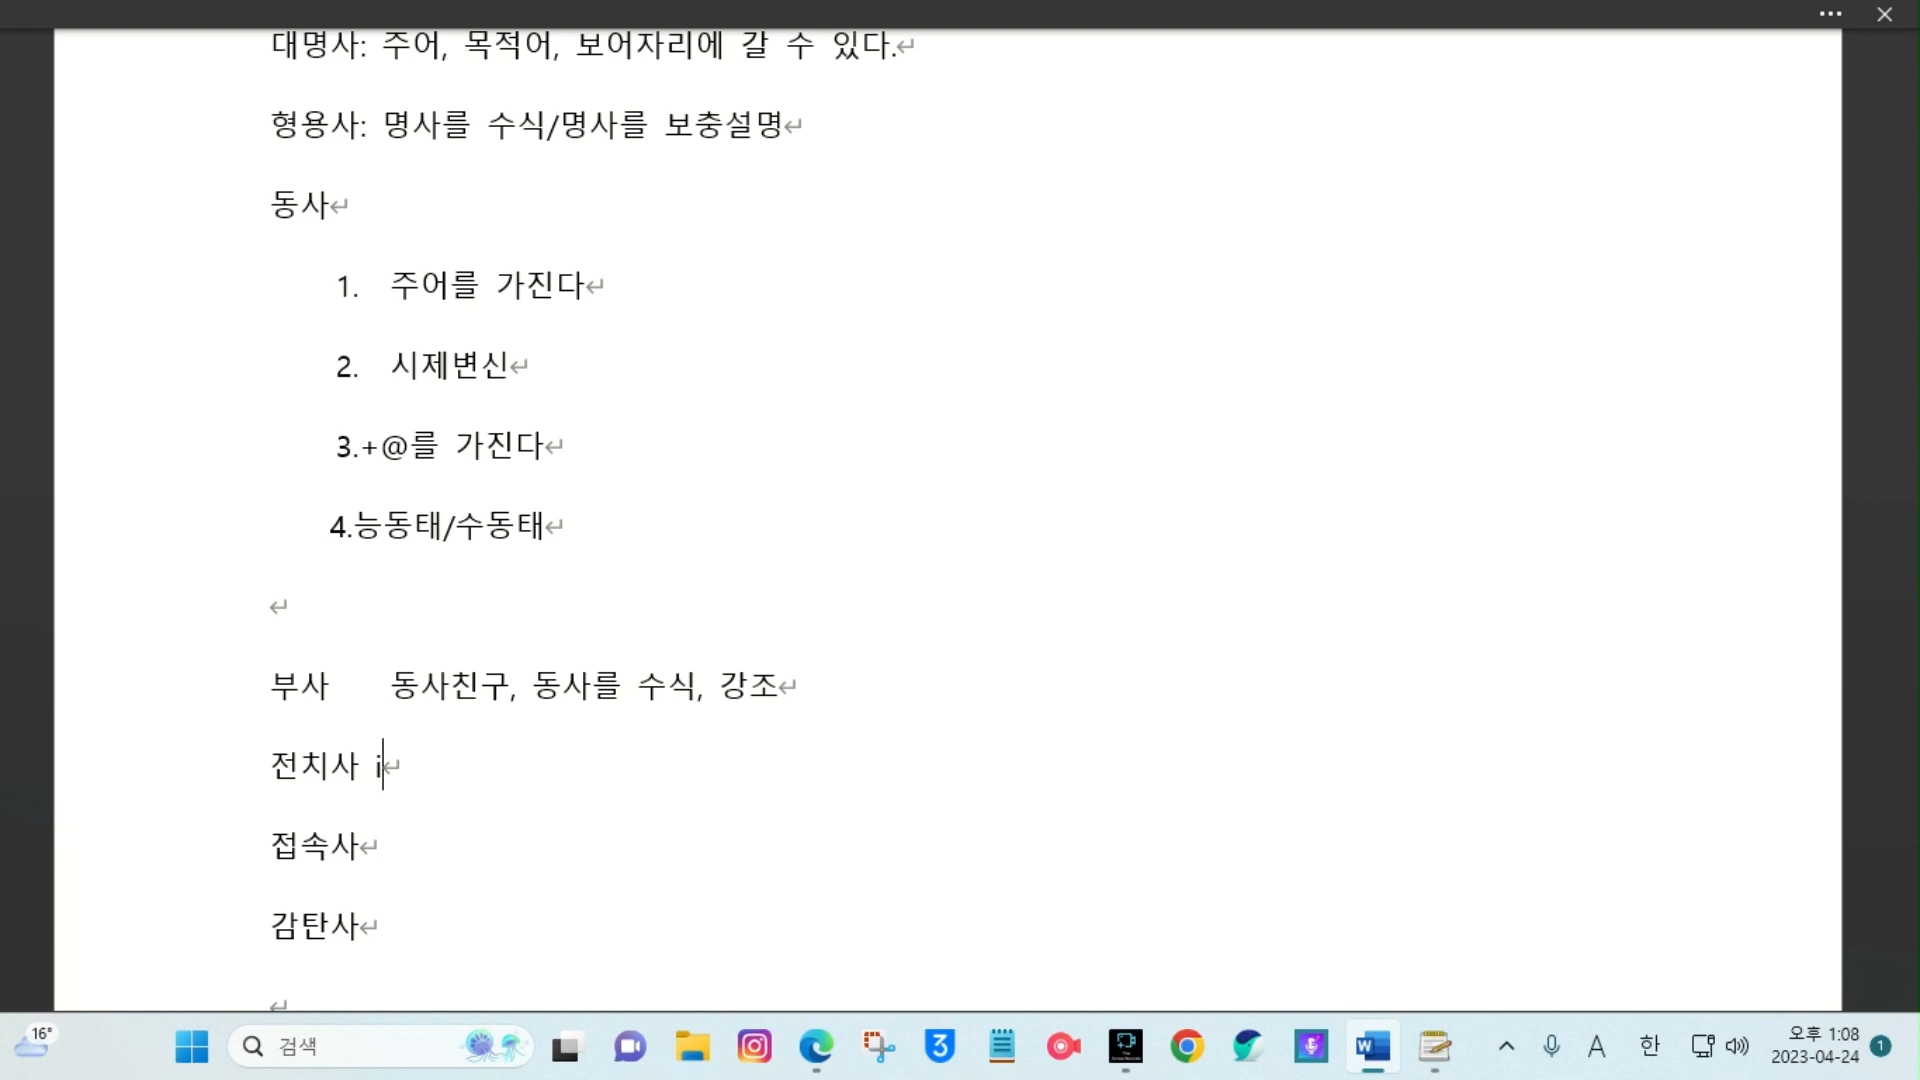 대명사: 주어, 목적어, 보어자리에 갈 수 있다.
형용사: 명사를 수식/명사를 보충설명
동사
1. 주어를 가진다
2. 시제변신
3.+@를 가진다
4.능동태/수동태
부사 동사친구, 동사를 수식, 강조
전치사 i
접속사
감탄사
16° 검색 3 W A 한 오후 1:08 1
2023-04-24